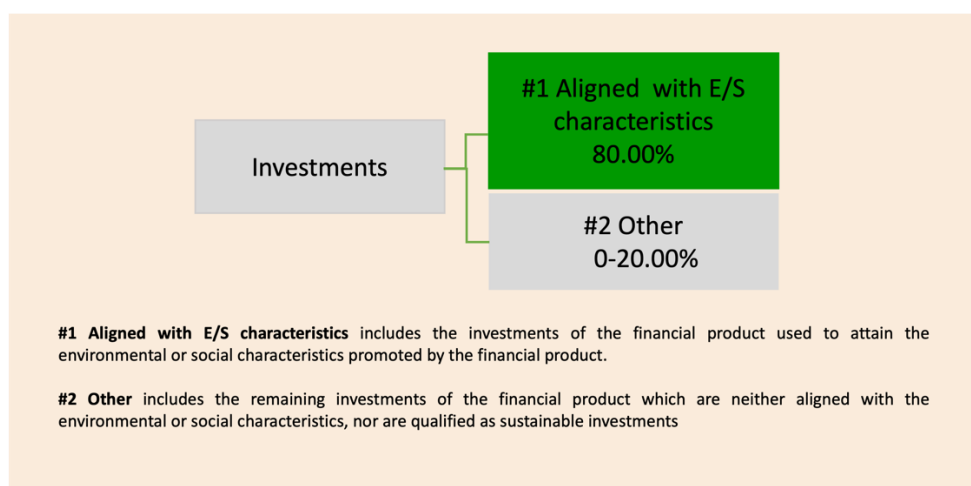 #1 Aligned with E/S
characteristics
80.00%
Investments
#2 Other
0-20.00%
#1 Aligned with E/S characteristics includes the investments of the financial product used to attain the
environmental or social characteristics promoted by the financial product.
#2 Other includes the remaining investments of the financial product which are neither aligned with the
environmental or social characteristics, nor are qualified as sustainable investments